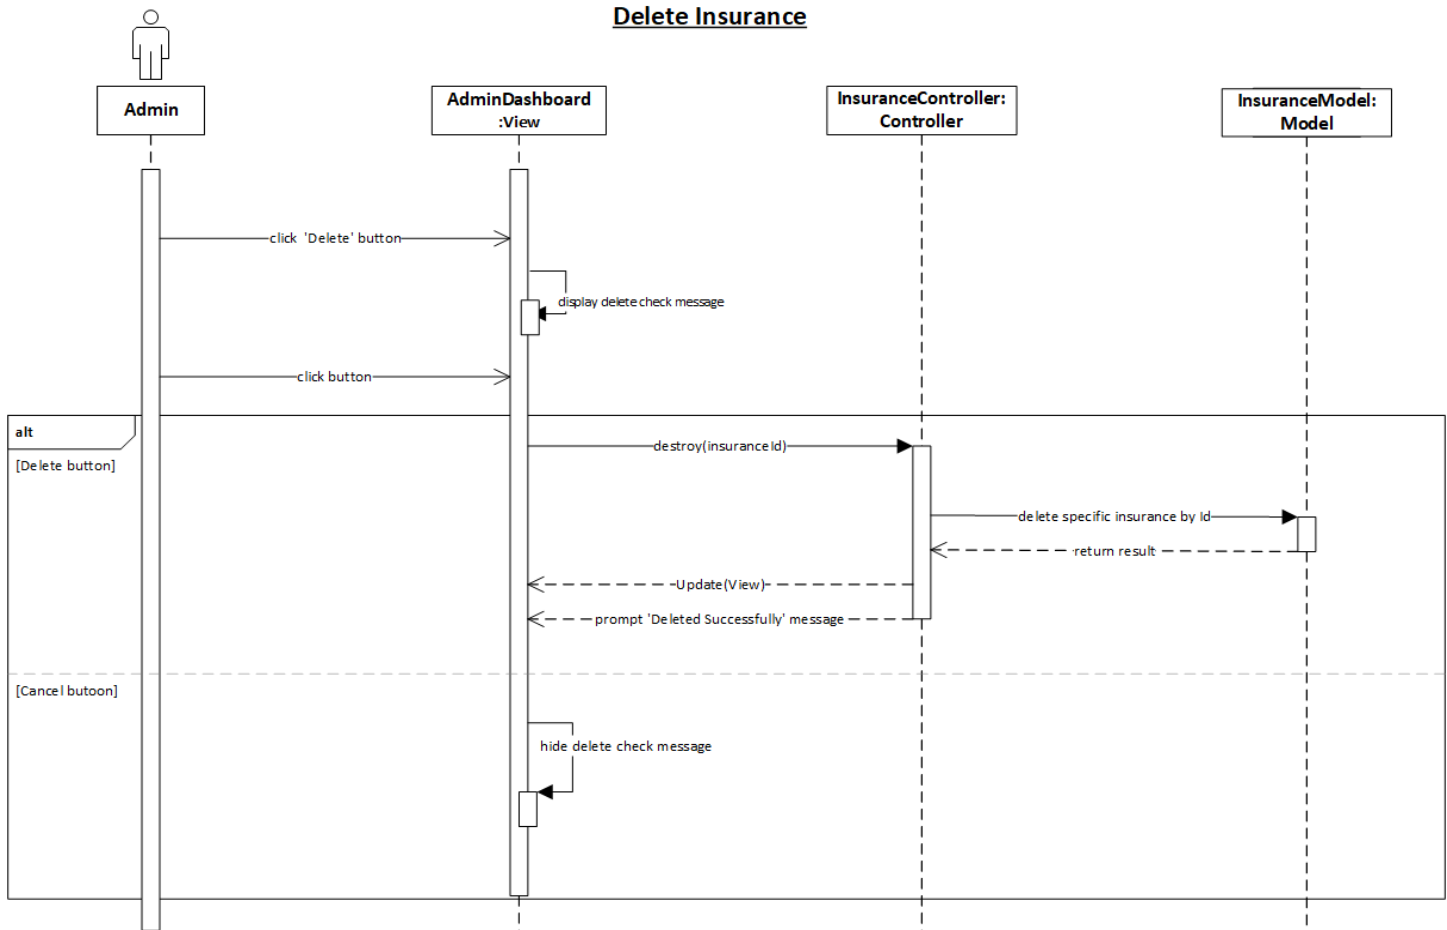 Delete Insurance
Admin
AdminDashboard
:View
InsuranceController:
Controller
InsuranceModel:
Model
click 'Delete' button
display delete check message
click button
alt
[Delete button]
destroy(insuranceId)
delete specific insurance by Id
return result
Update(View)
prompt 'Deleted Successfully' message
[Cancel butoon]
hide delete check message